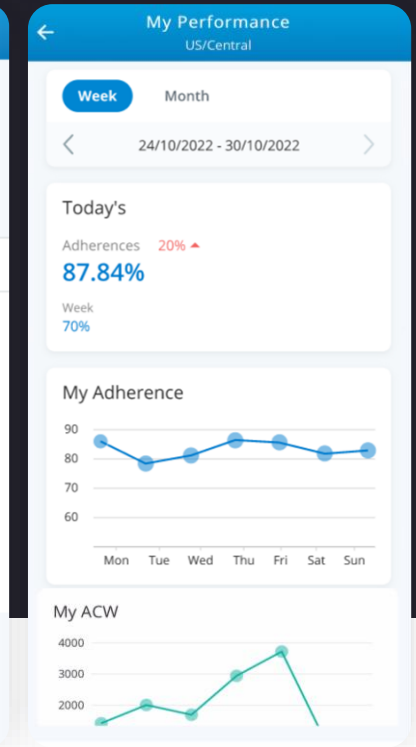 My Performance
US/Central
Week Month
24/10/2022 - 30/10/2022
Today's
Adherences 20%
87.84%
Week
70%
My Adherence
90
80
70
60
Mon Tue Wed Thu Fri Sat Sun
My ACW
4000
3000
2000